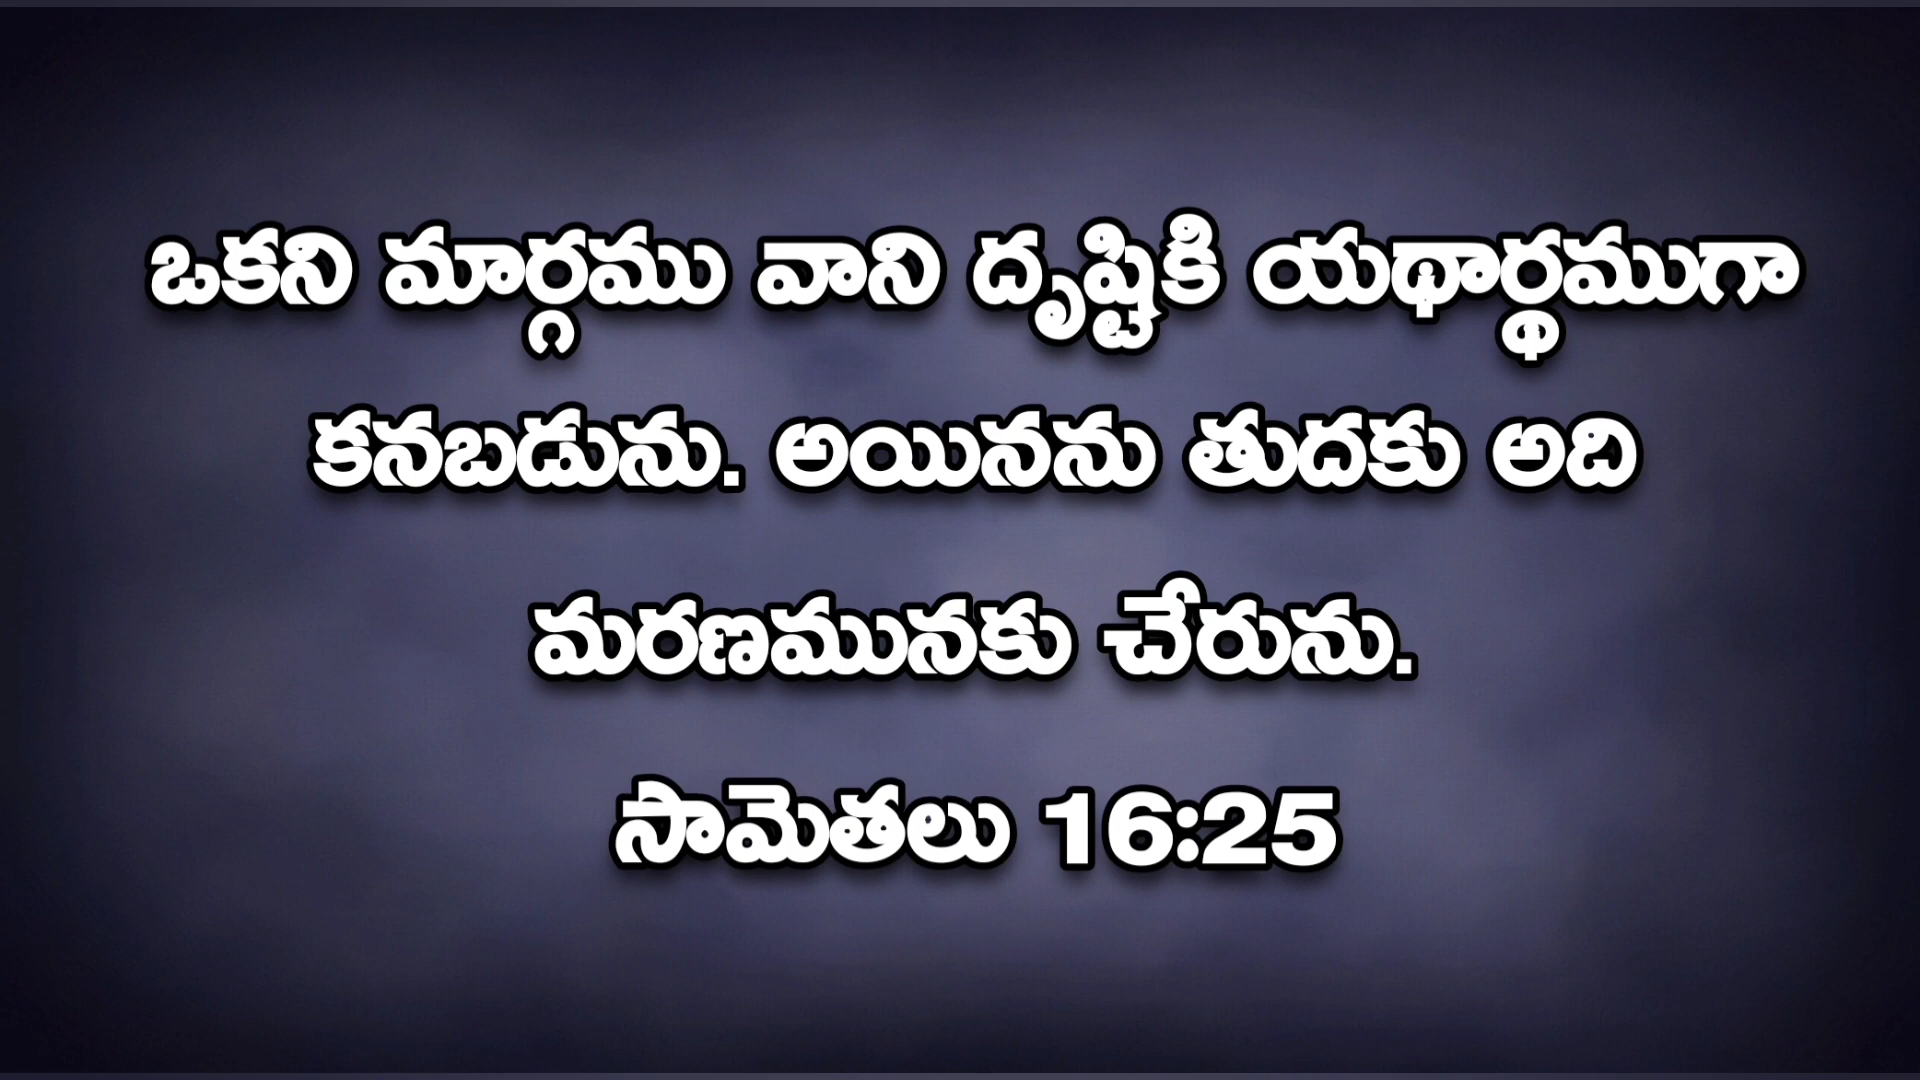 ఒకని మార్గము వాని దృష్టికి యథార్థముగా
కనబడును. అయినను తుదకు అది
మరణమునకు చేరును.
సామెతలు 16:25